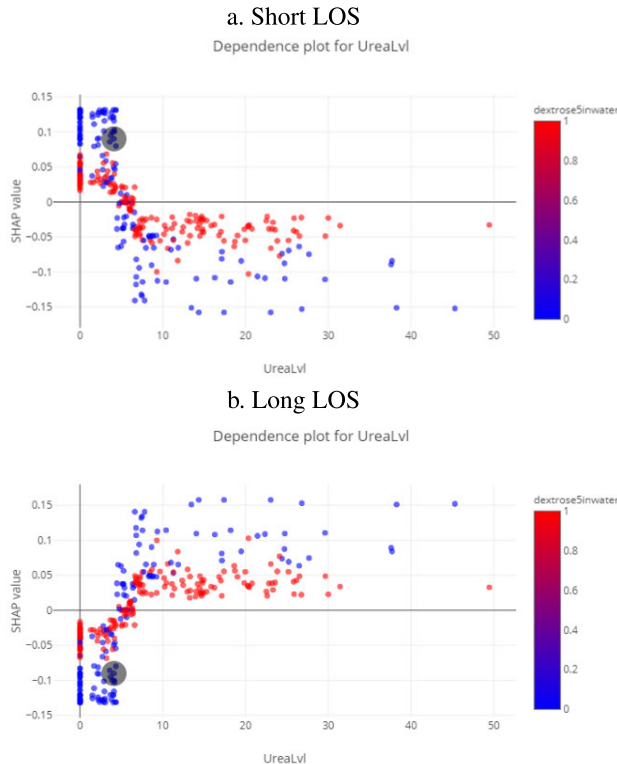 a. Short LOS
Dependence plot for UreaLvl
0.15
0.1
0.05
0
−0.05
−0.1
−0.15
SHAP value
0 10 20 30 40 50
UreaLvl
dextrose5inwater
1
0.8
0.6
0.4
0.2
0
b. Long LOS
Dependence plot for UreaLvl
0.15
0.1
0.05
0
−0.05
−0.1
−0.15
SHAP value
0 10 20 30 40 50
UreaLvl
dextrose5inwater
1
0.8
0.6
0.4
0.2
0